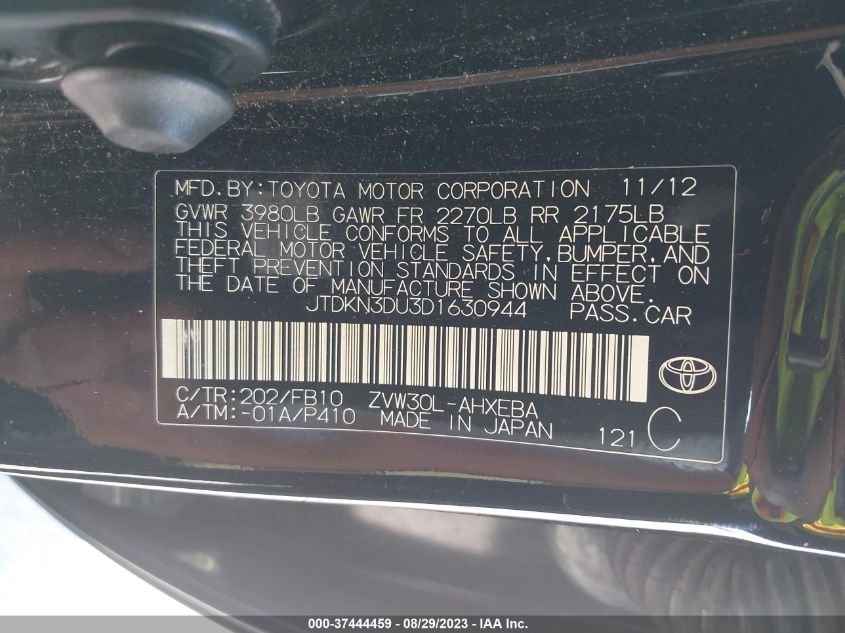 MFD. BY: TOYOTA MOTOR CORPORATION 11/12
GVWR 3980LB GAWR FR 2270LB RR 2175LB
THIS VEHICLE CONFORMS TO ALL APPLICABLE
FEDERAL MOTOR VEHICLE SAFETY, BUMPER, AND
THEFT PREVENTION STANDARDS IN EFFECT ON
THE DATE OF MANUFACTURE SHOWN ABOVE.
JTDKN3DU3D1630944 PASS. CAR
C/TR: 202/FB10 ZVW30L-AHXEBA
A/TM: -01A/P410 MADE IN JAPAN 121 C
000-37444459 - 08/29/2023 - IAA Inc.